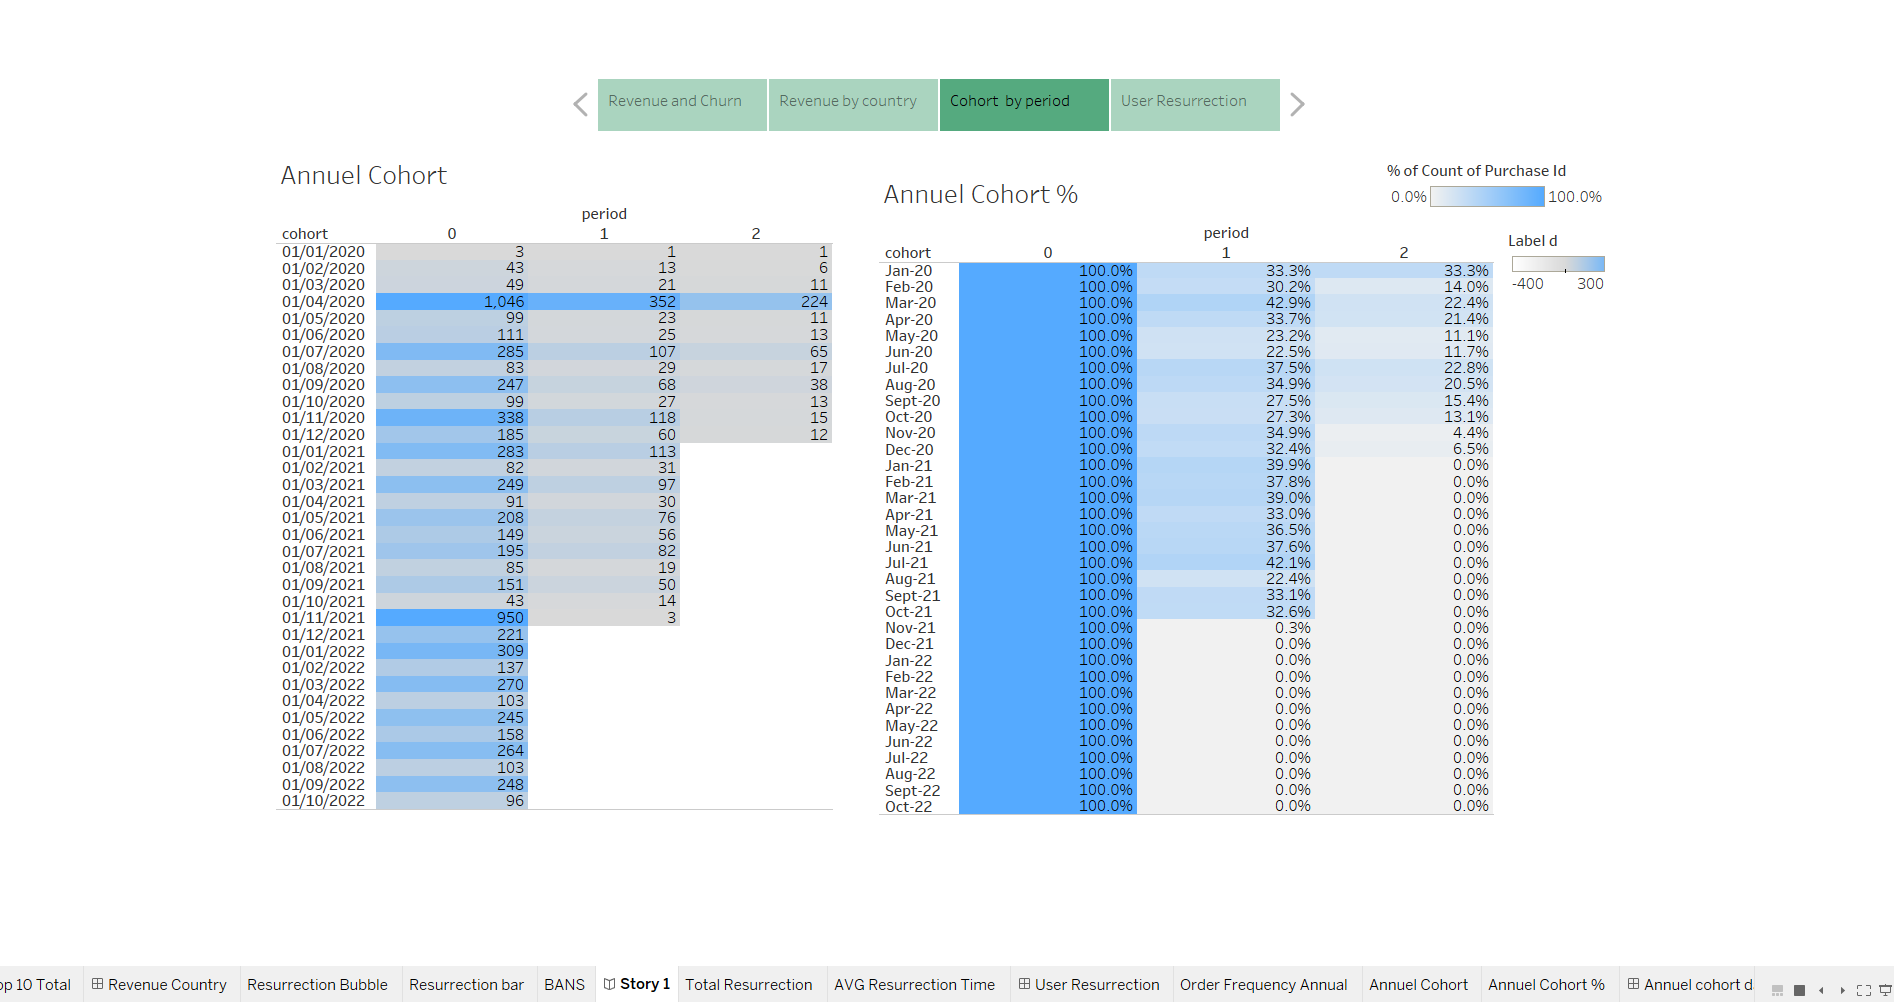 Revenue and Churn
Revenue by country
Cohort by period
User Resurrection
Annuel Cohort
period
cohort 0 1 2
01/01/2020 3 1 1
01/02/2020 43 13 6
01/03/2020 49 21 11
01/04/2020 1,046 352 224
01/05/2020 99 23 11
01/06/2020 111 25 13
01/07/2020 285 107 65
01/08/2020 83 29 17
01/09/2020 247 68 38
01/10/2020 99 27 13
01/11/2020 338 118 15
01/12/2020 185 60 12
01/01/2021 283 113
01/02/2021 82 31
01/03/2021 249 97
01/04/2021 91 30
01/05/2021 208 76
01/06/2021 149 56
01/07/2021 195 82
01/08/2021 85 19
01/09/2021 151 50
01/10/2021 43 14
01/11/2021 950 3
01/12/2021 221
01/01/2022 309
01/02/2022 137
01/03/2022 270
01/04/2022 103
01/05/2022 245
01/06/2022 158
01/07/2022 264
01/08/2022 103
01/09/2022 248
01/10/2022 96
Annuel Cohort %
period
cohort 0 1 2
Jan-20 100.0% 33.3% 33.3%
Feb-20 100.0% 30.2% 14.0%
Mar-20 100.0% 42.9% 22.4%
Apr-20 100.0% 33.7% 21.4%
May-20 100.0% 23.2% 11.1%
Jun-20 100.0% 22.5% 11.7%
Jul-20 100.0% 37.5% 22.8%
Aug-20 100.0% 34.9% 20.5%
Sept-20 100.0% 27.5% 15.4%
Oct-20 100.0% 27.3% 13.1%
Nov-20 100.0% 34.9% 4.4%
Dec-20 100.0% 32.4% 6.5%
Jan-21 100.0% 39.9% 0.0%
Feb-21 100.0% 37.8% 0.0%
Mar-21 100.0% 39.0% 0.0%
Apr-21 100.0% 33.0% 0.0%
May-21 100.0% 36.5% 0.0%
Jun-21 100.0% 37.6% 0.0%
Jul-21 100.0% 42.1% 0.0%
Aug-21 100.0% 22.4% 0.0%
Sept-21 100.0% 33.1% 0.0%
Oct-21 100.0% 32.6% 0.0%
Nov-21 100.0% 0.3% 0.0%
Dec-21 100.0% 0.0% 0.0%
Jan-22 100.0% 0.0% 0.0%
Feb-22 100.0% 0.0% 0.0%
Mar-22 100.0% 0.0% 0.0%
Apr-22 100.0% 0.0% 0.0%
May-22 100.0% 0.0% 0.0%
Jun-22 100.0% 0.0% 0.0%
Jul-22 100.0% 0.0% 0.0%
Aug-22 100.0% 0.0% 0.0%
Sept-22 100.0% 0.0% 0.0%
Oct-22 100.0% 0.0% 0.0%
% of Count of Purchase Id
0.0% 100.0%
Label d
-400 300
op 10 Total
Revenue Country
Resurrection Bubble
Resurrection bar
BANS
Story 1
Total Resurrection
AVG Resurrection Time
User Resurrection
Order Frequency Annual
Annuel Cohort
Annuel Cohort %
Annuel cohort d